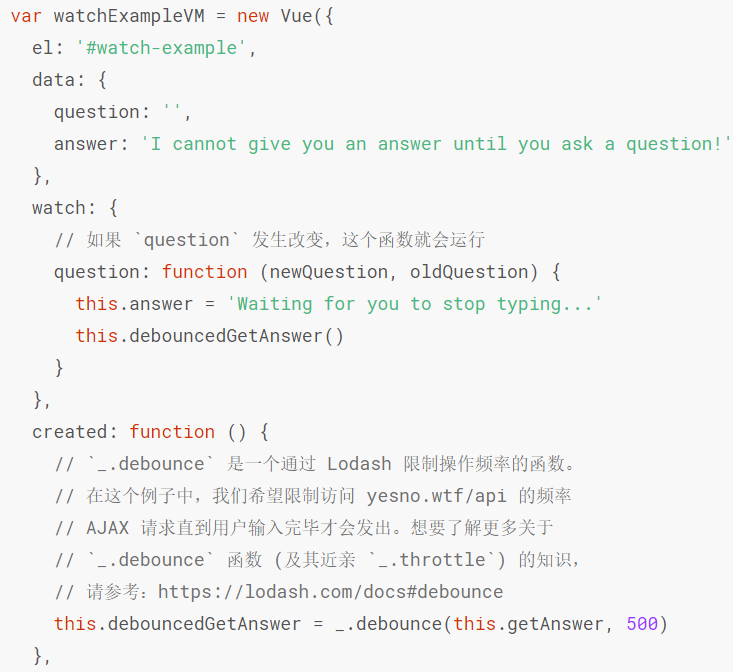 var watchExampleVM = new Vue({
  el: '#watch-example',
  data: {
    question: '',
    answer: 'I cannot give you an answer until you ask a question!'
  },
  watch: {
    // 如果 `question` 发生改变，这个函数就会运行
    question: function (newQuestion, oldQuestion) {
      this.answer = 'Waiting for you to stop typing...'
      this.debouncedGetAnswer()
    }
  },
  created: function () {
    // `_.debounce` 是一个通过 Lodash 限制操作频率的函数。
    // 在这个例子中，我们希望限制访问 yesno.wtf/api 的频率
    // AJAX 请求直到用户输入完毕才会发出。想要了解更多关于
    // `_.debounce` 函数 (及其近亲 `_.throttle`) 的知识，
    // 请参考：https://lodash.com/docs#debounce
    this.debouncedGetAnswer = _.debounce(this.getAnswer, 500)
  },